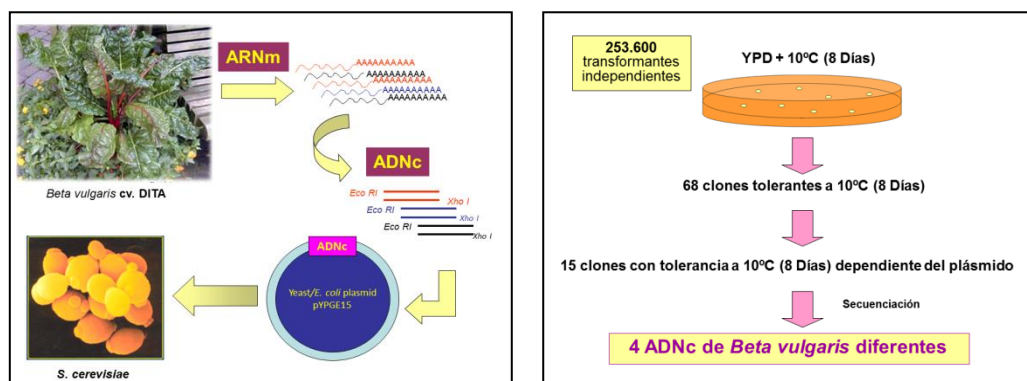 ARNm
AAAAAAAAAA
AAAAAAAAAA
AAAAAAAAAA
AAAAAAAAAA
AAAAAAAAAA
Beta vulgaris cv. DITA
ADNc
Eco RI
Xho I
Eco RI
Xho I
Eco RI
Xho I
ADNc
Yeast/E. coli plasmid
pYPGE15
S. cerevisiae
253.600
transformantes
independientes
YPD + 10ºC (8 Días)
68 clones tolerantes a 10ºC (8 Días)
15 clones con tolerancia a 10ºC (8 Días) dependiente del plásmido
Secuenciación
4 ADNc de Beta vulgaris diferentes